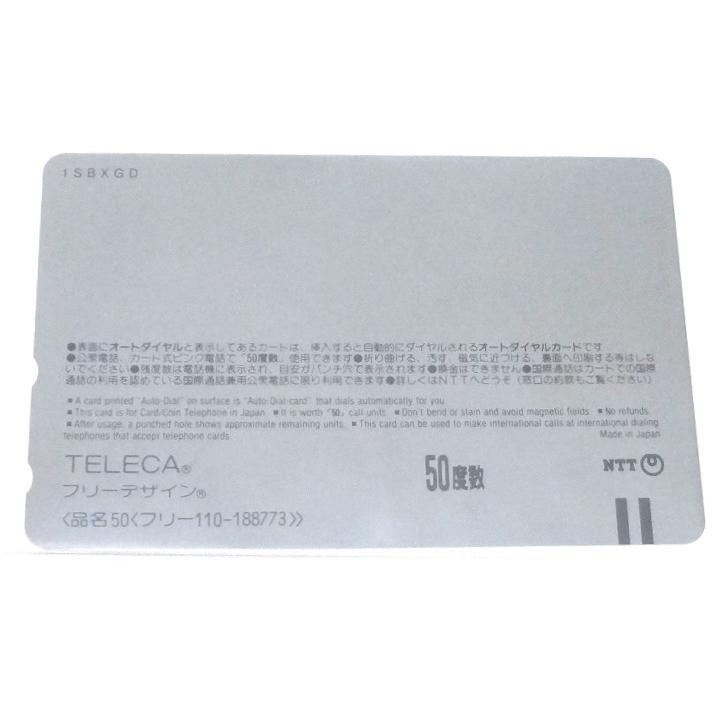 1SBXGD
●表面にオートダイヤルと表示してあるカードは、挿入すると自動的にダイヤルされるオートダイヤルカードです
●公衆電話、カード式ピンク電話で「50度数」使用できます●折り曲げる、汚す、磁気に近づける、裏面へ印刷する等はしな
いでください●残度数は電話機に表示され、目安がパンチ穴で表示されます●換金はできません●国際通話はカードでの国際
通話の利用を認めている国際通話兼用公衆電話に限り利用できます●詳しくはNTTへどうぞ（窓口の約款もご覧ください）
■A card printed "Auto-Dial" on surface is "Auto-Dial-card" that dials automatically for you.
■This card is for Card/Coin Telephone in Japan. ■It is worth "50" call units. ■Don't bend or stain and avoid magnetic fields. ■No refunds.
■After usage, a punched hole shows approximate remaining units. ■This card can be used to make international calls at international dialing
telephones that accept telephone cards.
Made in Japan
TELECA®
フリーデザイン®
50度数
NTT
〈品名50〈フリー110-188773〉〉